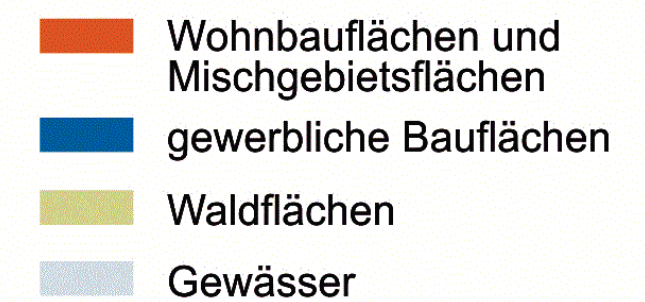 Wohnbauflächen und
Mischgebietsflächen
gewerbliche Bauflächen
Waldflächen
Gewässer